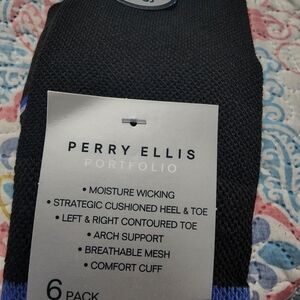 PERRY ELLIS
PORTFOLIO
• MOISTURE WICKING
• STRATEGIC CUSHIONED HEEL & TOE
• LEFT & RIGHT CONTOURED TOE
• ARCH SUPPORT
• BREATHABLE MESH
• COMFORT CUFF
6 PACK